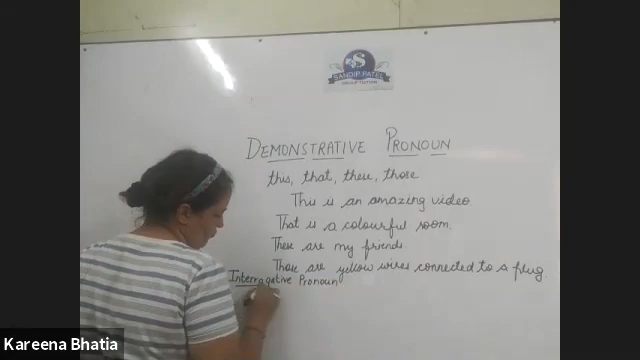 SANDIP PATEL
DEMONSTRATIVE PRONOUN
this, that, these, those
This is an amazing video.
That is a colourful room.
These are my friends
Those are yellow wires connected to a plug.
Interrogative Pronoun
Kareena Bhatia